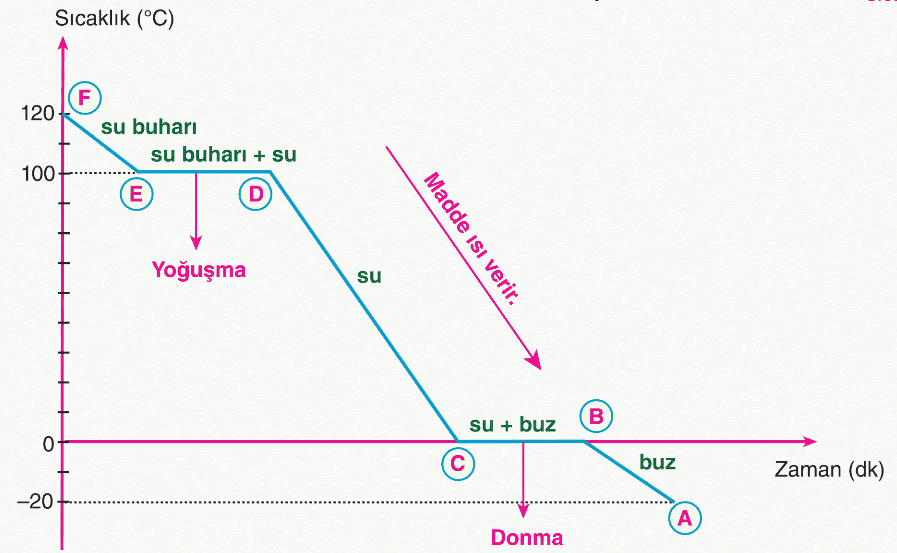 Sıcaklık (°C)
F
120
su buharı
su buharı + su
100
E
D
Madde ısı verir.
Yoğuşma
su
B
su + buz
0
C
buz
Zaman (dk)
–20
A
Donma